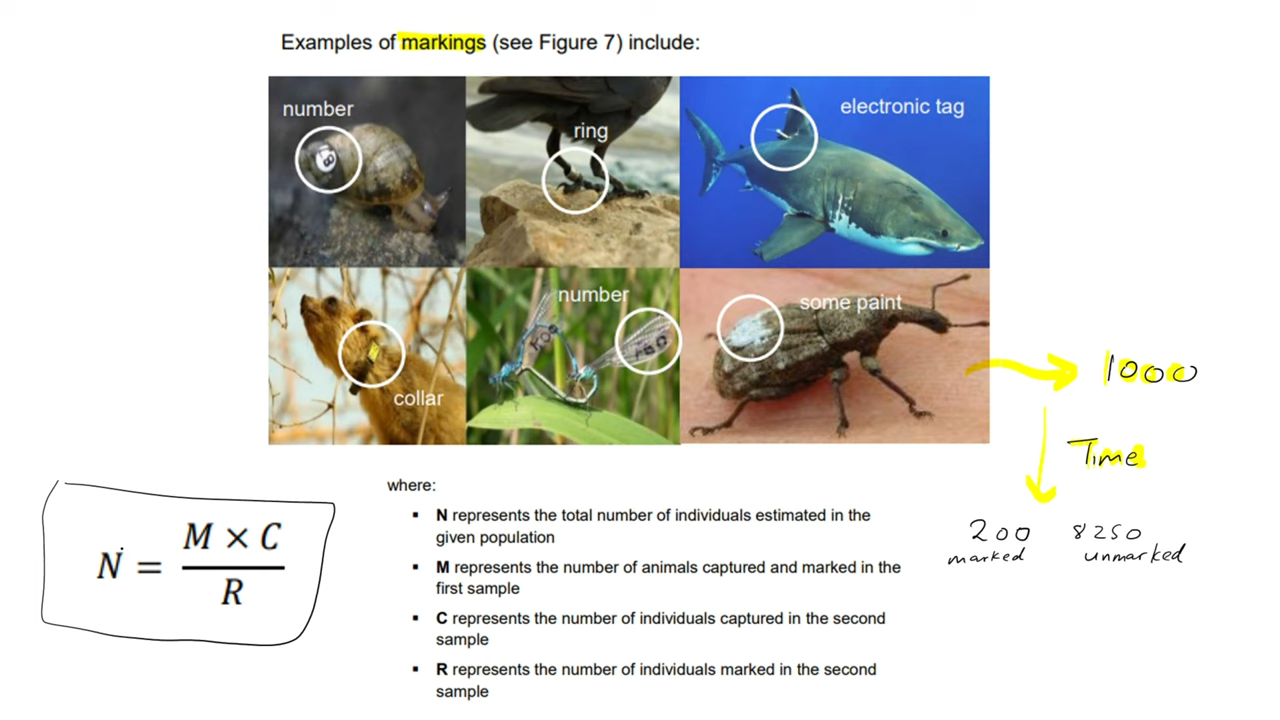 Examples of markings (see Figure 7) include:
number
ring
electronic tag
8
collar
number
some paint
1000
Time
200 8250
marked unmarked
where:
▪ N represents the total number of individuals estimated in the
given population
▪ M represents the number of animals captured and marked in the
first sample
▪ C represents the number of individuals captured in the second
sample
▪ R represents the number of individuals marked in the second
sample
N = M × C
R